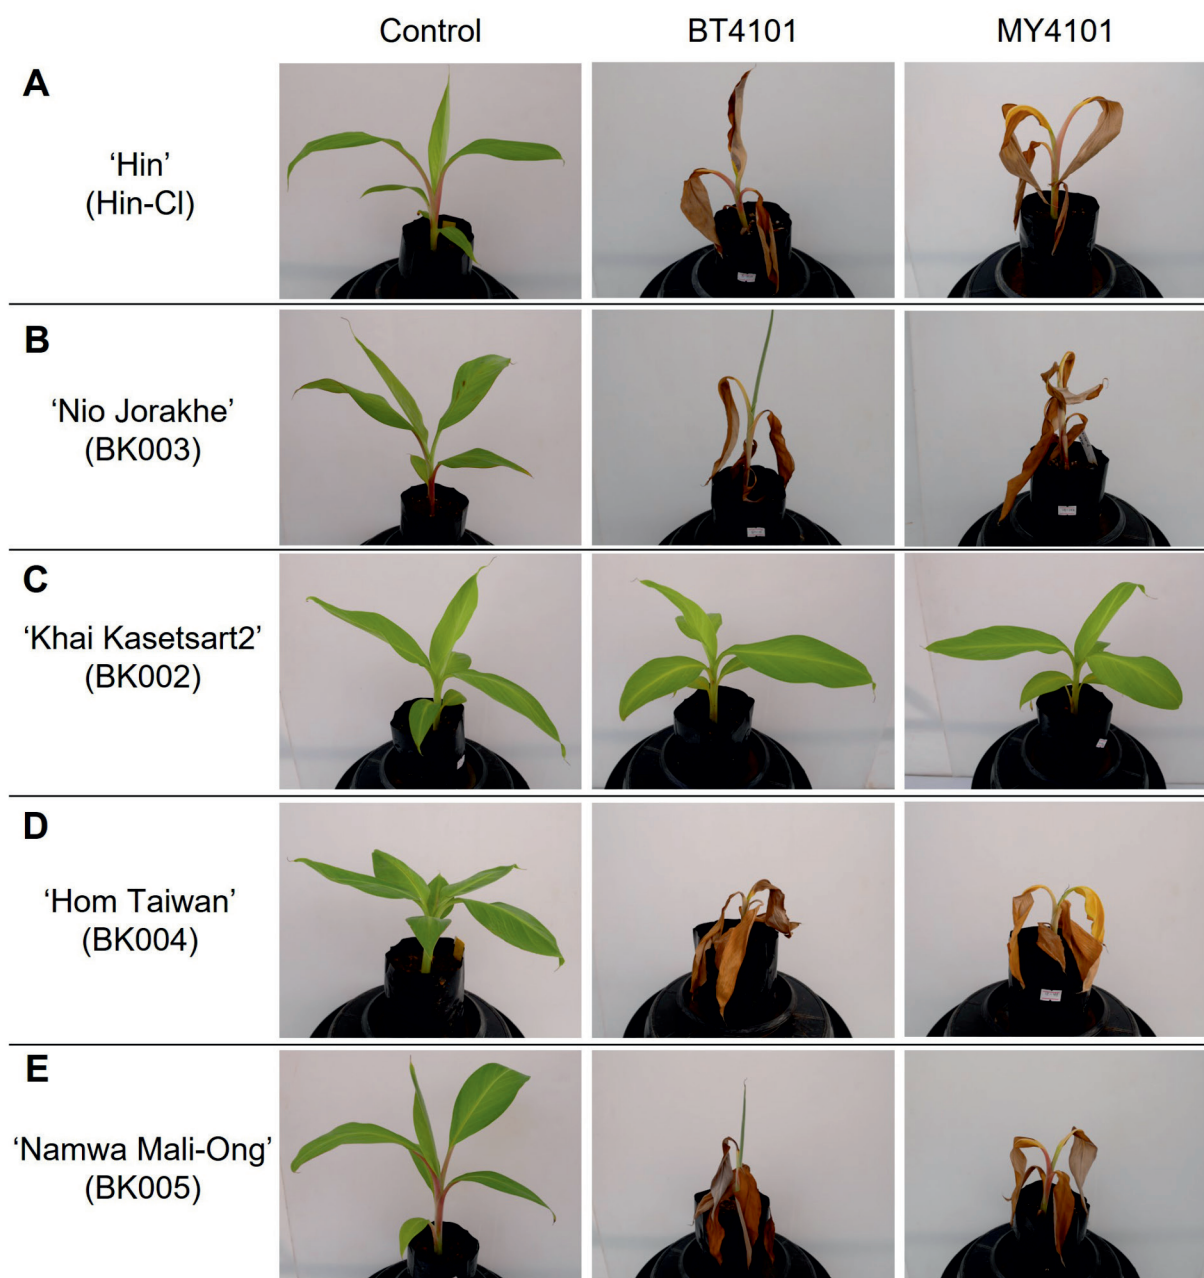 Control BT4101 MY4101
A
‘Hin’
(Hin-Cl)
B
‘Nio Jorakhe’
(BK003)
C
‘Khai Kasetsart2’
(BK002)
D
‘Hom Taiwan’
(BK004)
E
‘Namwa Mali-Ong’
(BK005)